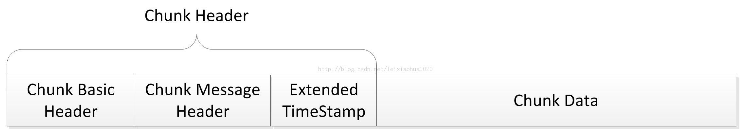 Chunk Header
Chunk Basic
Header
Chunk Message
Header
Extended
TimeStamp
Chunk Data